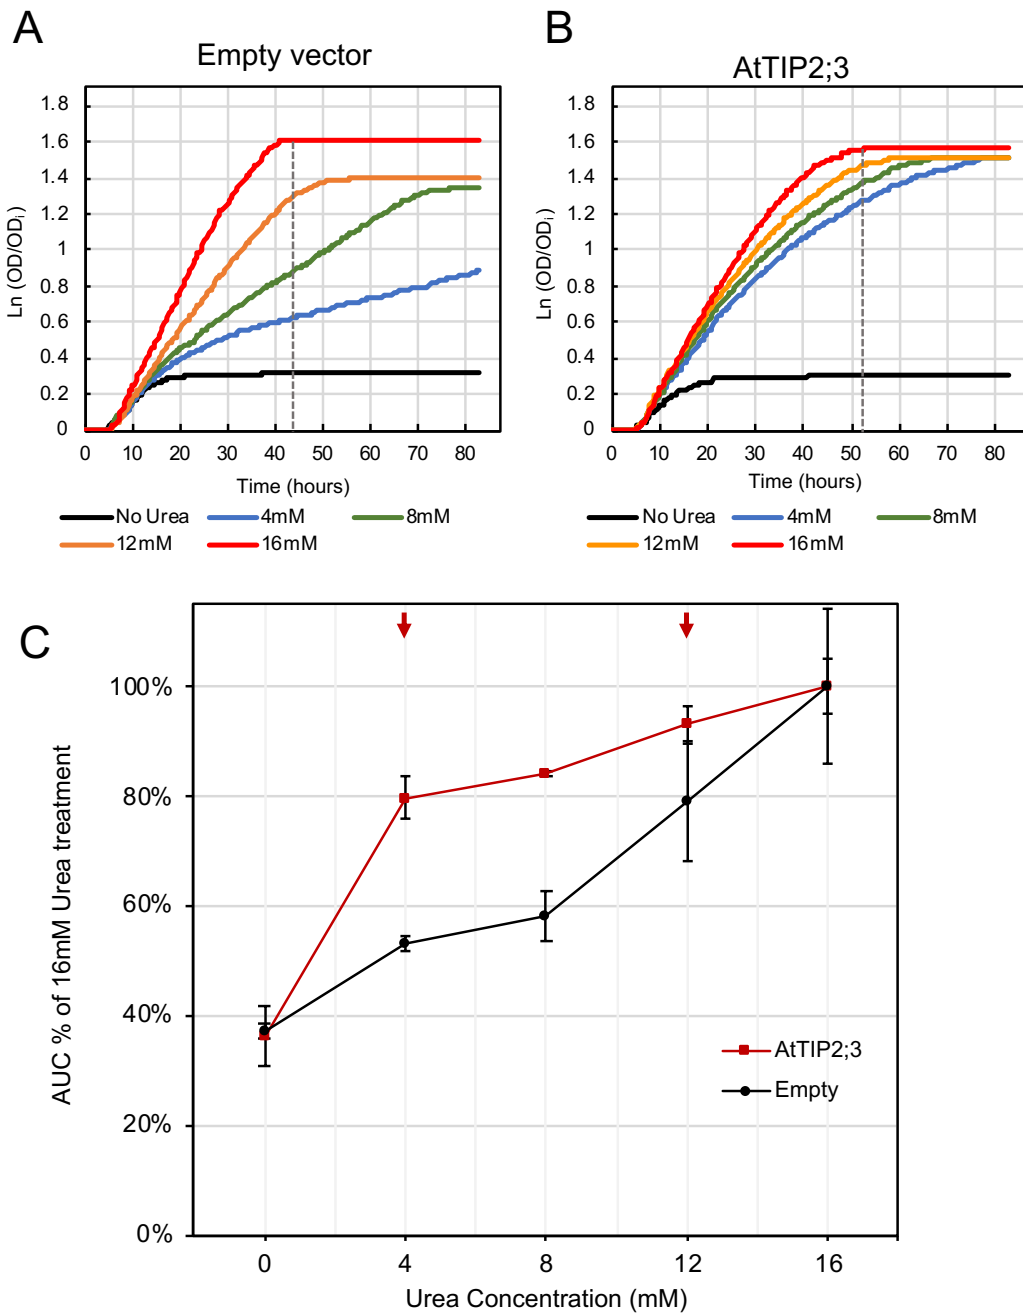 A
B
Empty vector
AtTIP2;3
Ln (OD/ODi)
1.8
1.6
1.4
1.2
1
0.8
0.6
0.4
0.2
0
0 10 20 30 40 50 60 70 80
Time (hours)
No Urea 4mM 8mM
12mM 16mM
Ln (OD/ODi)
1.8
1.6
1.4
1.2
1
0.8
0.6
0.4
0.2
0
0 10 20 30 40 50 60 70 80
Time (hours)
No Urea 4mM 8mM
12mM 16mM
C
AUC % of 16mM Urea treatment
100%
80%
60%
40%
20%
0%
AtTIP2;3
Empty
0 4 8 12 16
Urea Concentration (mM)